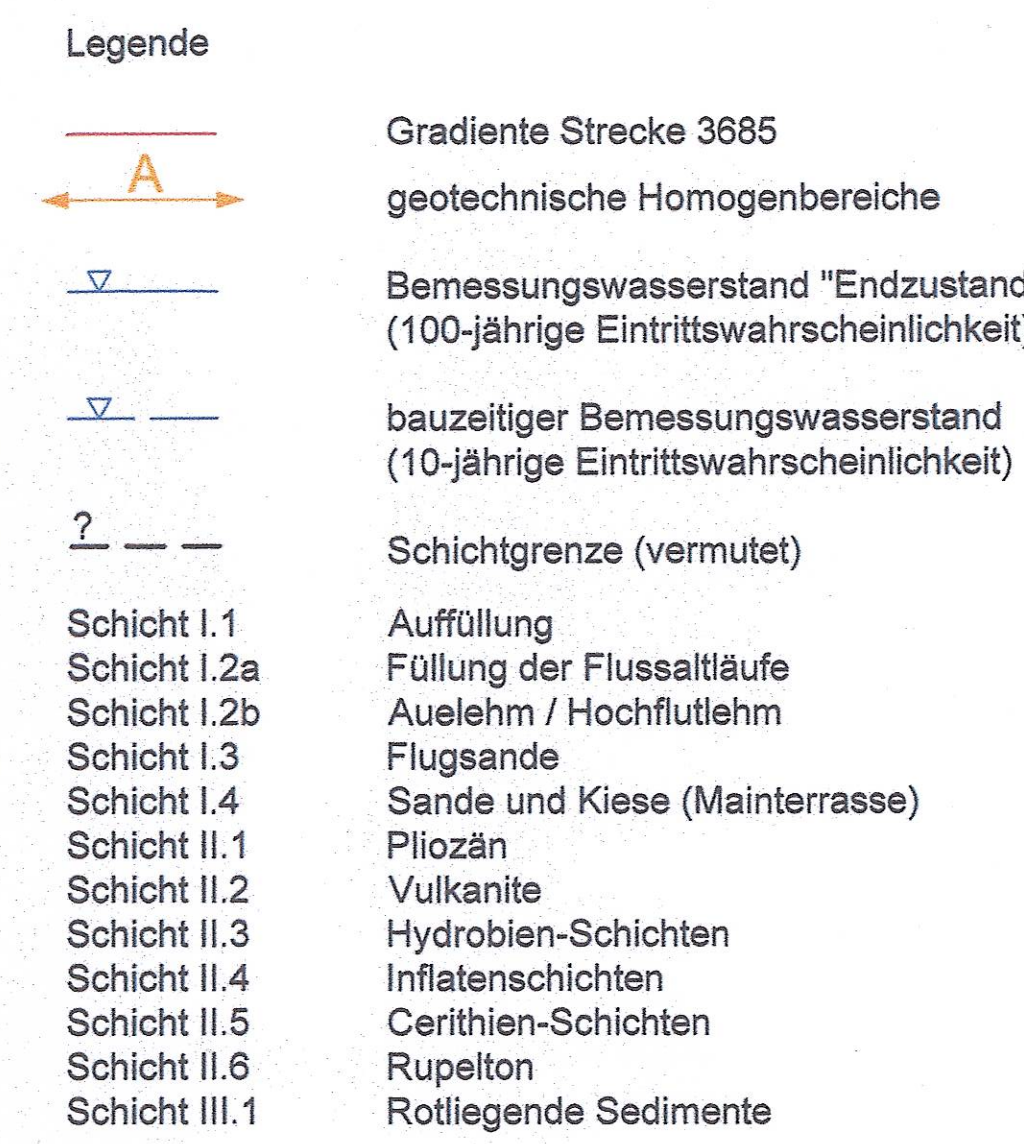 Legende
Gradiente Strecke 3685
A
geotechnische Homogenbereiche
Bemessungswasserstand "Endzustand
(100-jährige Eintrittswahrscheinlichkeit)
bauzeitiger Bemessungswasserstand
(10-jährige Eintrittswahrscheinlichkeit)
?
Schichtgrenze (vermutet)
Schicht I.1 Auffüllung
Schicht I.2a Füllung der Flussaltläufe
Schicht I.2b Auelehm / Hochflutlehm
Schicht I.3 Flugsande
Schicht I.4 Sande und Kiese (Mainterrasse)
Schicht II.1 Pliozän
Schicht II.2 Vulkanite
Schicht II.3 Hydrobien-Schichten
Schicht II.4 Inflatenschichten
Schicht II.5 Cerithien-Schichten
Schicht II.6 Rupelton
Schicht III.1 Rotliegende Sedimente